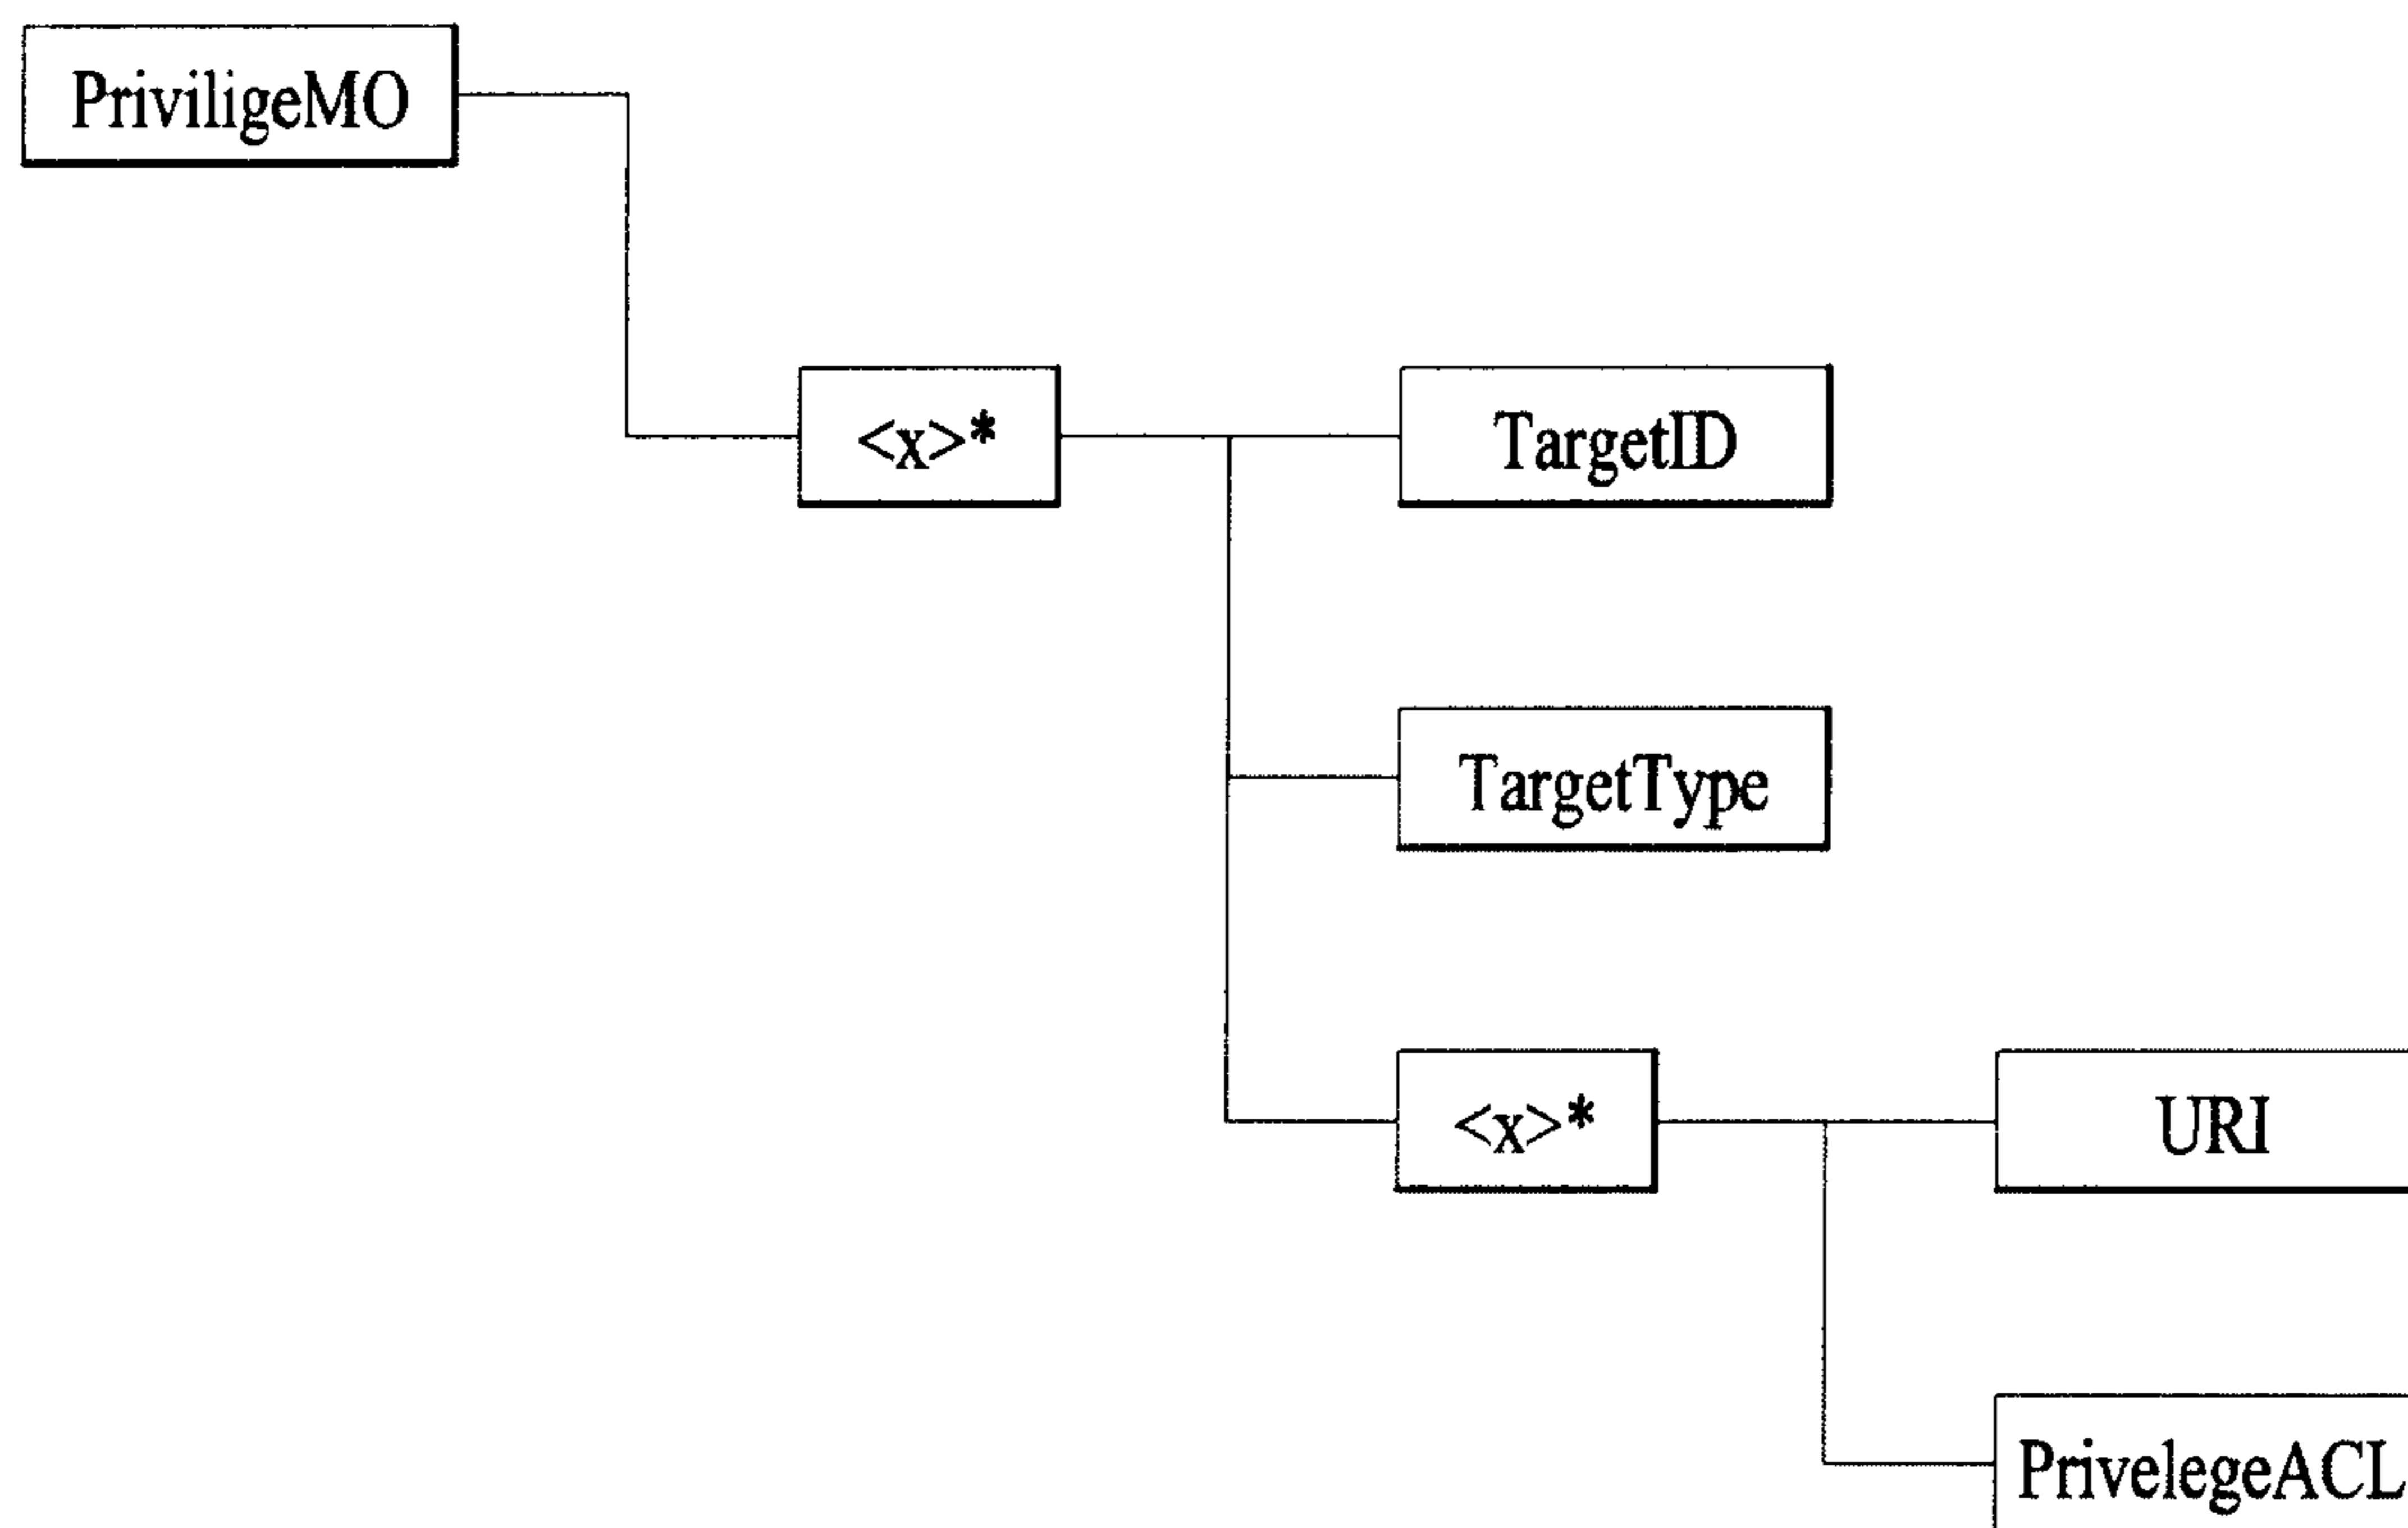 PriviligeMO
<x>*
TargetID
TargetType
<x>*
URI
PrivelegeACL